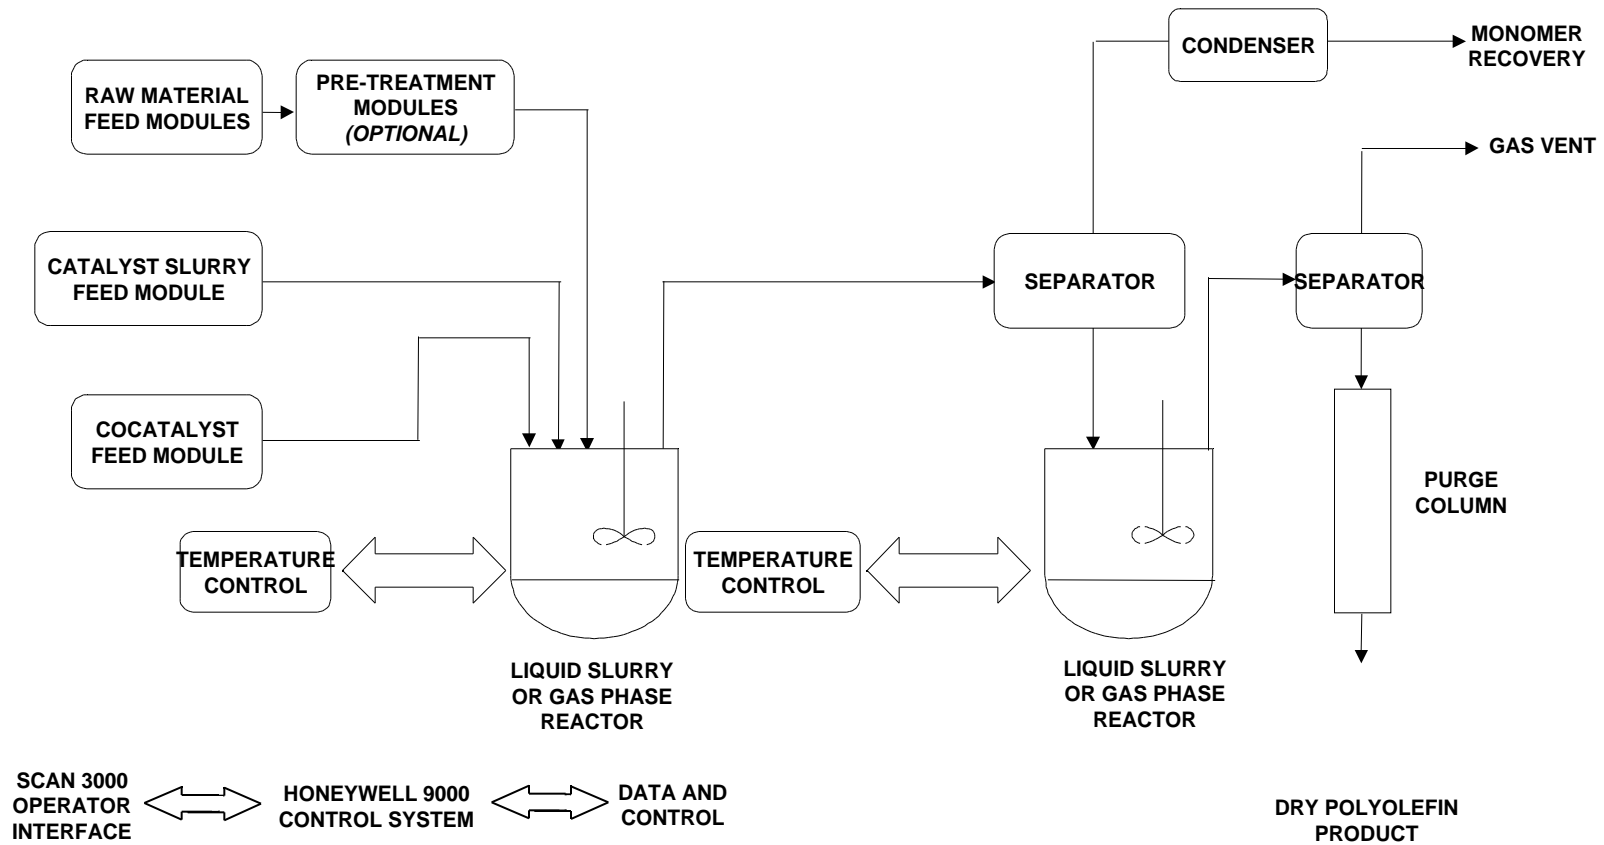 CONDENSER
MONOMER
RECOVERY
RAW MATERIAL
FEED MODULES
PRE-TREATMENT
MODULES
(OPTIONAL)
GAS VENT
CATALYST SLURRY
FEED MODULE
SEPARATOR
SEPARATOR
COCATALYST
FEED MODULE
PURGE
COLUMN
TEMPERATURE
CONTROL
TEMPERATURE
CONTROL
LIQUID SLURRY
OR GAS PHASE
REACTOR
LIQUID SLURRY
OR GAS PHASE
REACTOR
SCAN 3000
OPERATOR
INTERFACE
HONEYWELL 9000
CONTROL SYSTEM
DATA AND
CONTROL
DRY POLYOLEFIN
PRODUCT